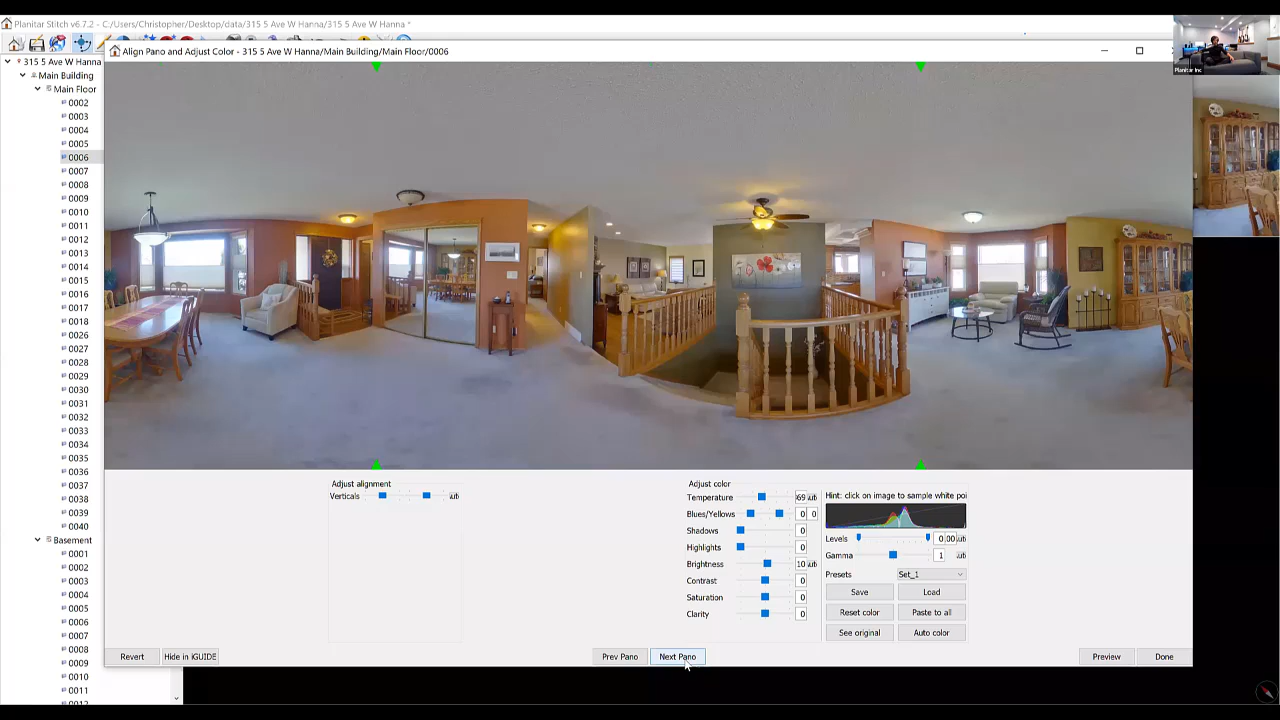 Planitar Stitch v6.7.2 - C:/Users/Christopher/Desktop/data/315 5 Ave W Hanna/315 5 Ave W Hanna *
Align Pano and Adjust Color - 315 5 Ave W Hanna/Main Building/Main Floor/0006
Planitar Inc
315 5 Ave W Hanna
Main Building
Main Floor
0002
0003
0004
0005
0006
0007
0008
0009
0010
0011
0012
0013
0014
0015
0016
0017
0018
0026
0027
0028
0029
0030
0031
0032
0033
0034
0035
0036
0037
0038
0039
0040
Basement
0001
0002
0003
0004
0005
0006
0007
0008
0009
0010
0011
Adjust alignment
Verticals
Adjust color
Temperature
Blues/Yellows 0 0
Shadows 0
Highlights 0
Brightness 10
Contrast 0
Saturation 0
Clarity 0
Hint: click on image to sample white poi
Levels 0 00
Gamma 1
Presets Set_1
Save Load
Reset color Paste to all
See original Auto color
Revert Hide in iGUIDE Prev Pano Next Pano Preview Done